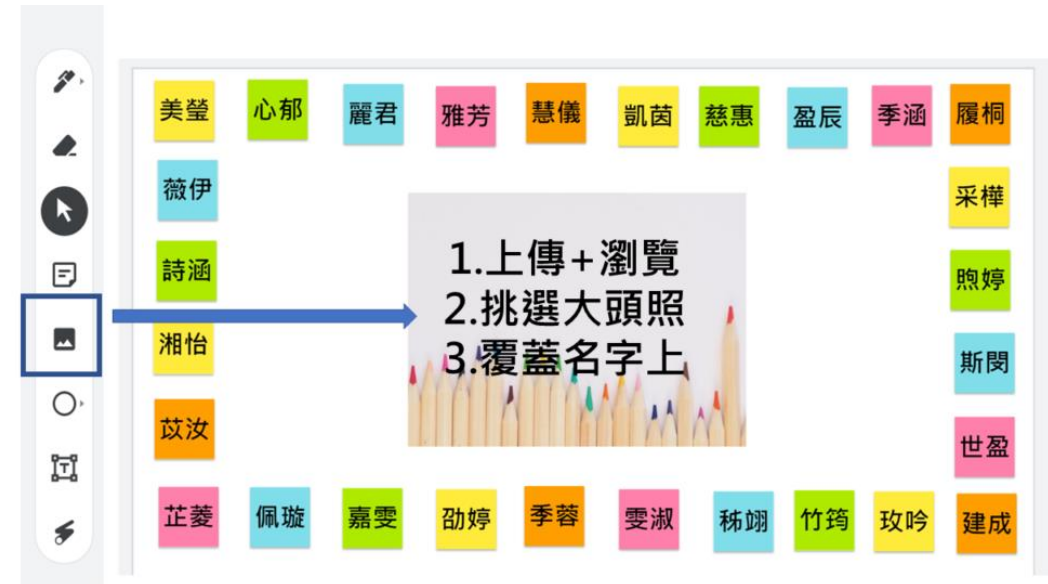 美瑩 心郁 麗君 雅芳 慧儀 凱茵 慈惠 盈辰 季涵 履桐
薇伊 采樺
1.上傳+瀏覽
詩涵 煦婷
2.挑選大頭照
湘怡 斯閔
3.覆蓋名字上
苡汝 世盈
芷菱 佩璇 嘉雯 劭婷 季蓉 雯淑 秭翊 竹筠 玫吟 建成